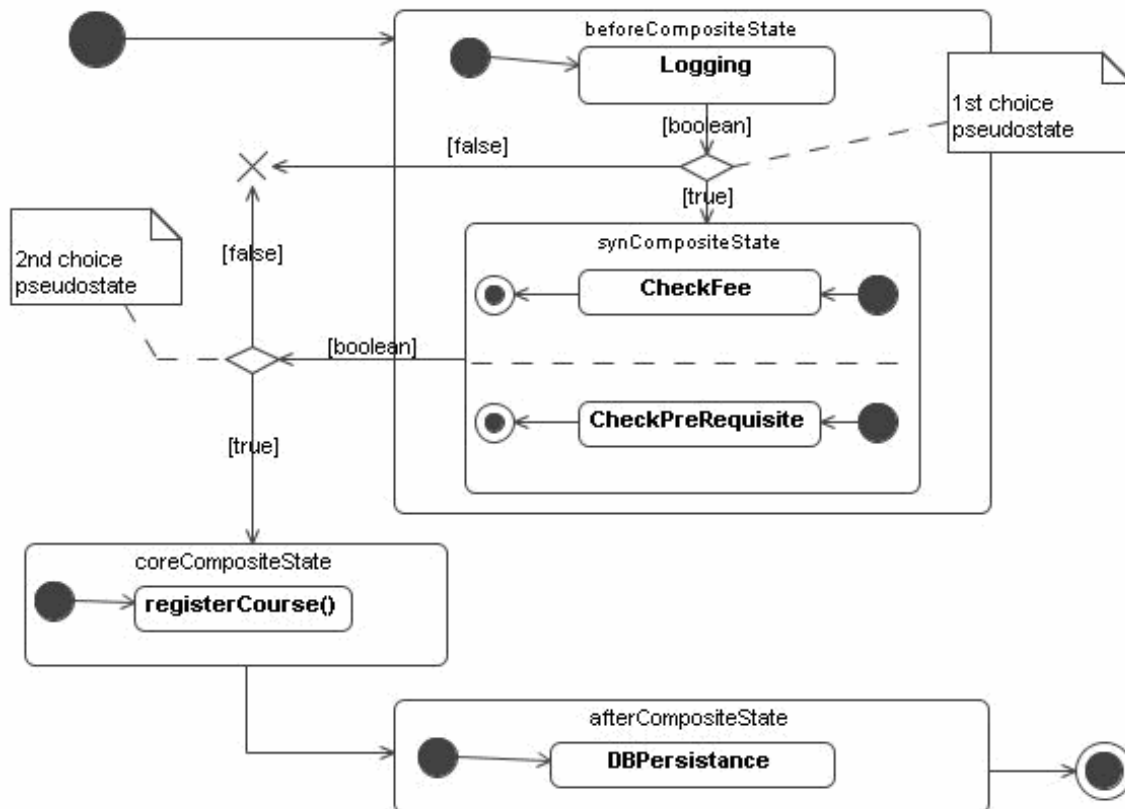 beforeCompositeState
Logging
1st choice
pseudostate
[boolean]
[false]
[true]
synCompositeState
2nd choice
pseudostate
[false]
CheckFee
[boolean]
CheckPreRequisite
[true]
coreCompositeState
registerCourse()
afterCompositeState
DBPersistance